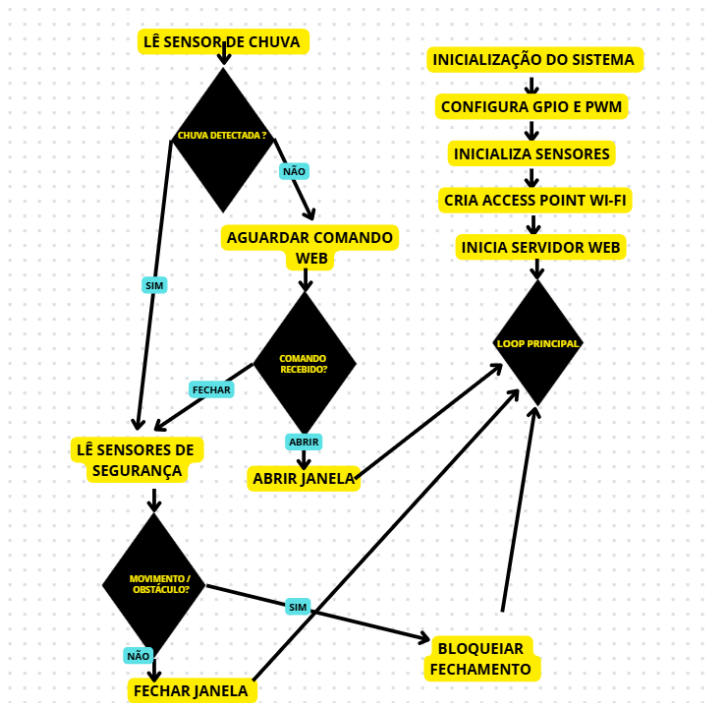 LÊ SENSOR DE CHUVA
CHUVA DETECTADA ?
NÃO
AGUARDAR COMANDO
WEB
SIM
COMANDO
RECEBIDO?
FECHAR
ABRIR
ABRIR JANELA
LÊ SENSORES DE
SEGURANÇA
MOVIMENTO /
OBSTÁCULO?
SIM
NÃO
FECHAR JANELA
BLOQUEIAR
FECHAMENTO
INICIALIZAÇÃO DO SISTEMA
CONFIGURA GPIO E PWM
INICIALIZA SENSORES
CRIA ACCESS POINT WI-FI
INICIA SERVIDOR WEB
LOOP PRINCIPAL